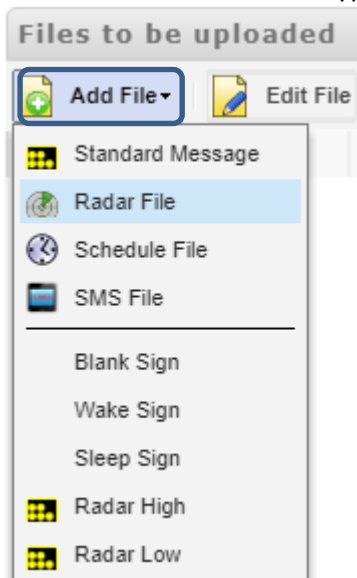 Files to be uploaded
Add File Edit File
Standard Message
Radar File
Schedule File
SMS File
Blank Sign
Wake Sign
Sleep Sign
Radar High
Radar Low